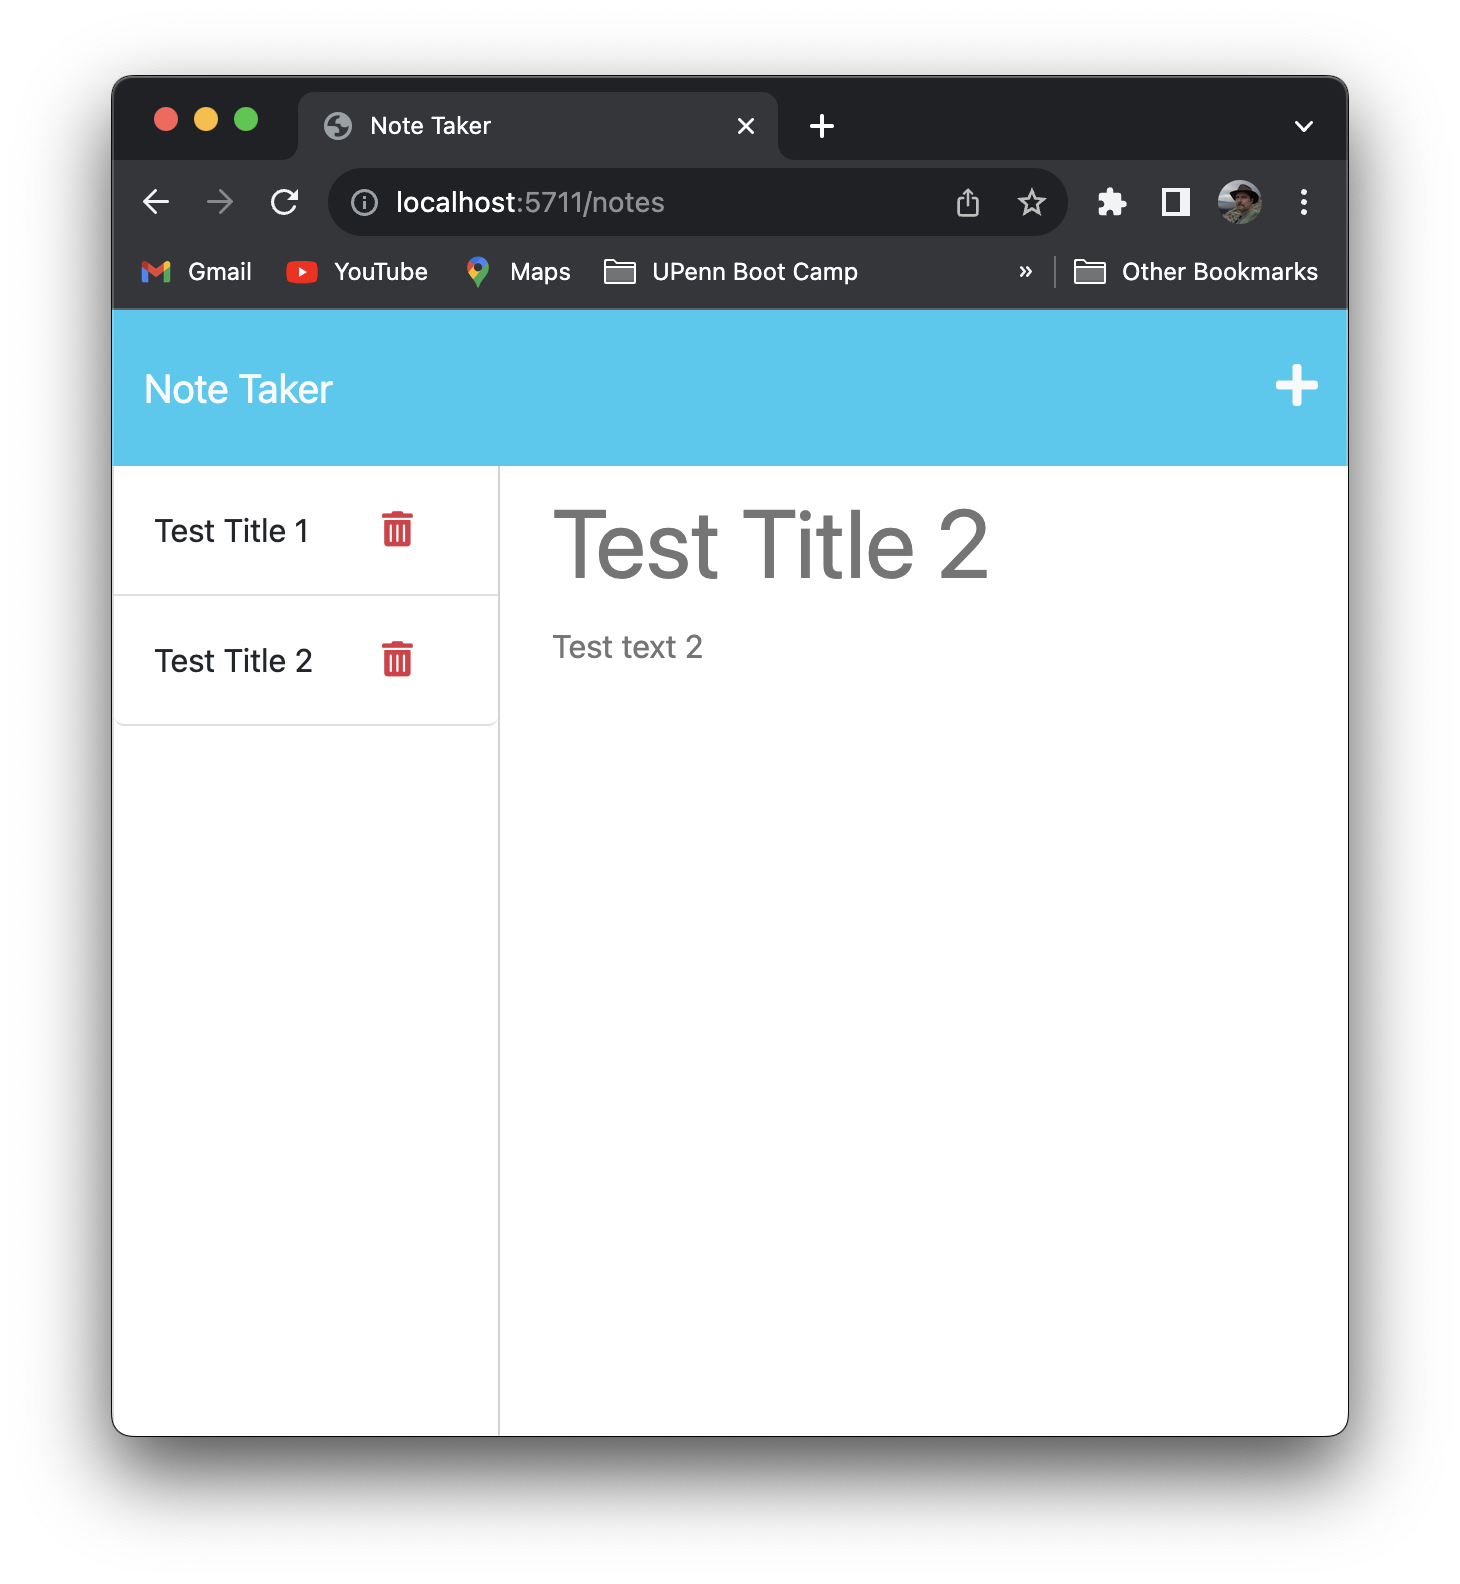 Note Taker
localhost:5711/notes
Gmail YouTube Maps UPenn Boot Camp » Other Bookmarks
Note Taker
Test Title 1
Test Title 2
Test Title 2
Test text 2